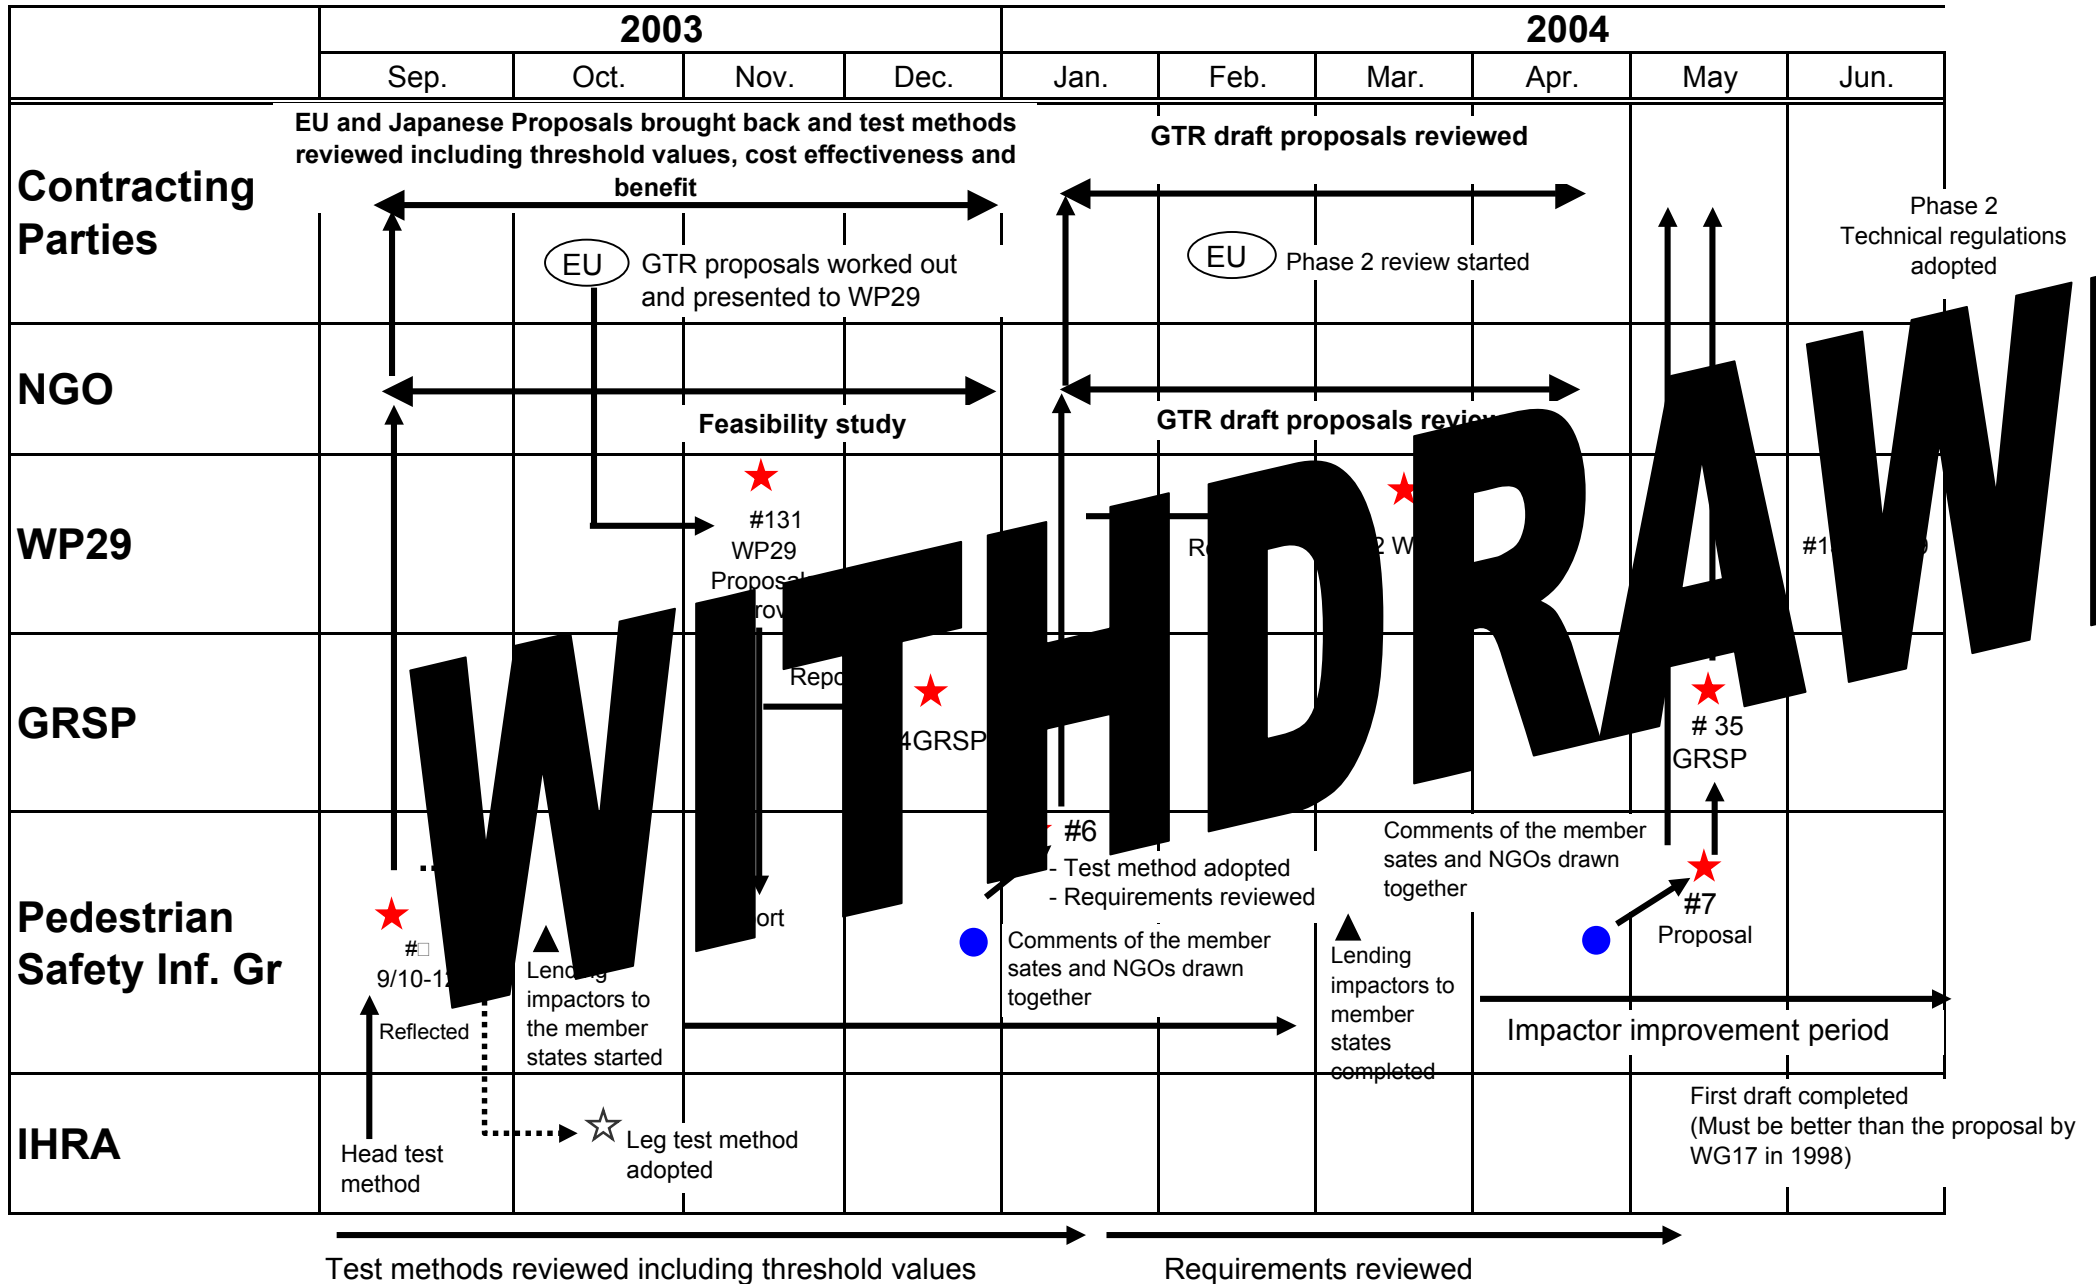 2003
2004
Sep.
Oct.
Nov.
Dec.
Jan.
Feb.
Mar.
Apr.
May
Jun.
Contracting
Parties
EU and Japanese Proposals brought back and test methods
reviewed including threshold values, cost effectiveness and
benefit
GTR draft proposals reviewed
EU
GTR proposals worked out
and presented to WP29
EU
Phase 2 review started
Phase 2
Technical regulations
adopted
NGO
Feasibility study
GTR draft proposals
WP29
#131
WP29
GRSP
# 35
GRSP
Pedestrian
Safety Inf. Gr
Reflected
Lending
impactors to
the member
states started
#6
- Test method adopted
- Requirements reviewed
Comments of the member
sates and NGOs drawn
together
Lending
impactors to
member
states
completed
Comments of the member
sates and NGOs drawn
together
#7
Proposal
Impactor improvement period
IHRA
Head test
method
Leg test method
adopted
First draft completed
(Must be better than the proposal by
WG17 in 1998)
Test methods reviewed including threshold values
Requirements reviewed